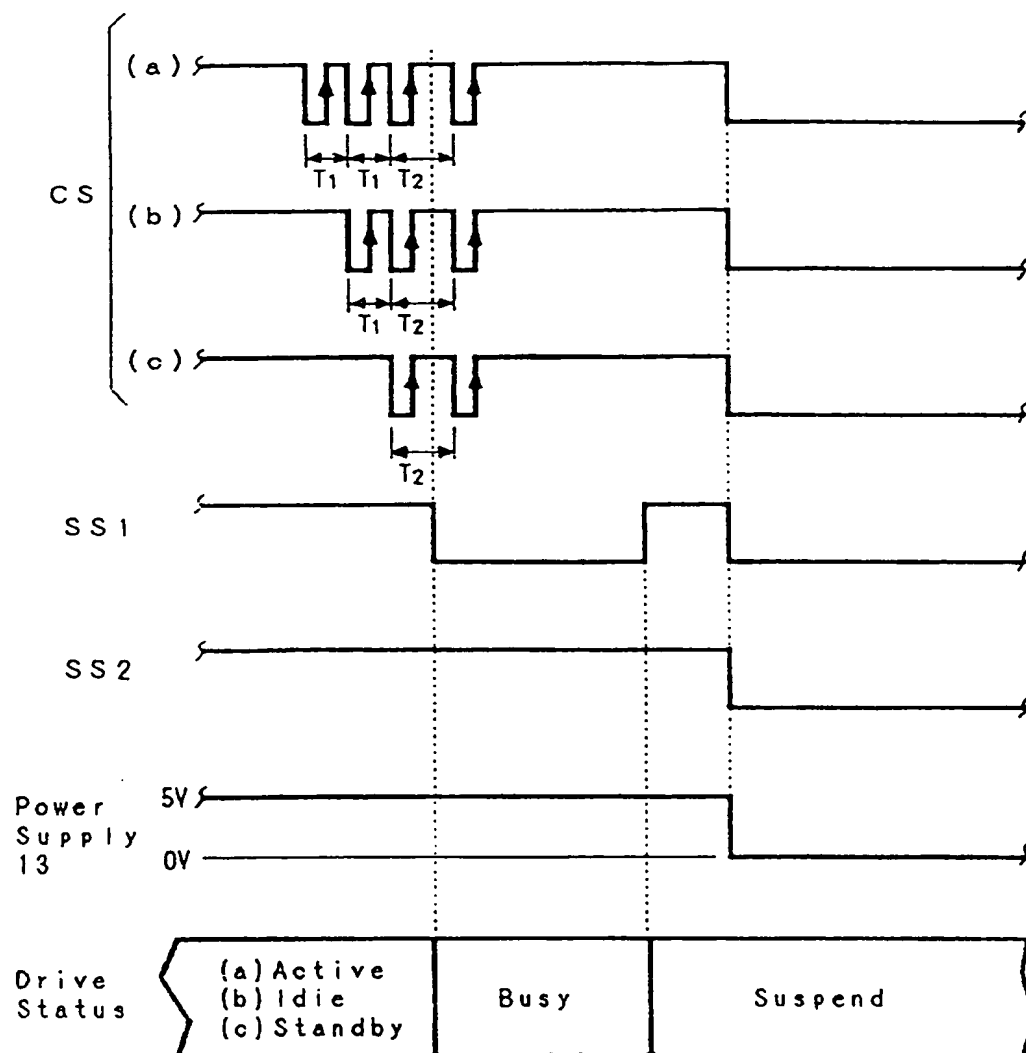 (a)
T1 T1 T2
CS
(b)
T1 T2
(c)
T2
SS1
SS2
Power
Supply
13
5V
0V
Drive
Status
(a) Active
(b) Idie
(c) Standby
Busy
Suspend